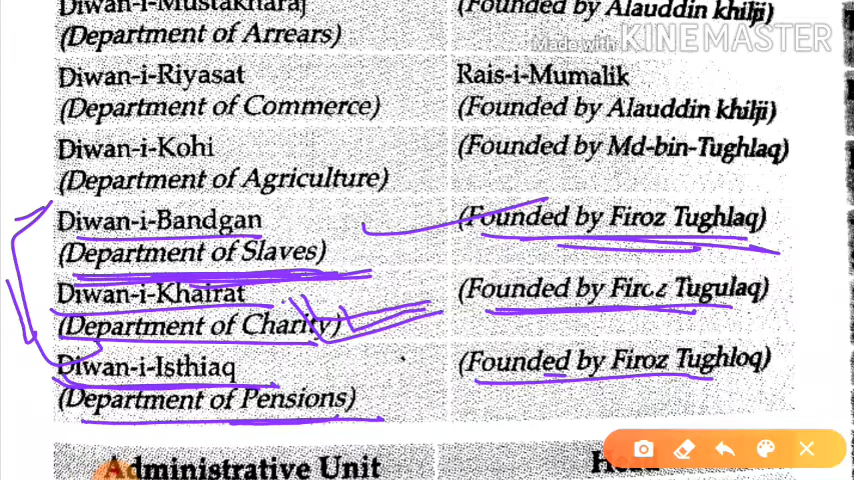 Diwan-i-Mustakharaj (Founded by Alauddin khilji)
(Department of Arrears)
Made with KINEMASTER
Diwan-i-Riyasat Rais-i-Mumalik
(Department of Commerce) (Founded by Alauddin khilji)
Diwan-i-Kohi (Founded by Md-bin-Tughlaq)
(Department of Agriculture)
Diwan-i-Bandgan (Founded by Firoz Tughlaq)
(Department of Slaves)
Diwan-i-Khairat (Founded by Firoz Tugulaq)
(Department of Charity)
Diwan-i-Isthiaq (Founded by Firoz Tughloq)
(Department of Pensions)
Administrative Unit Head